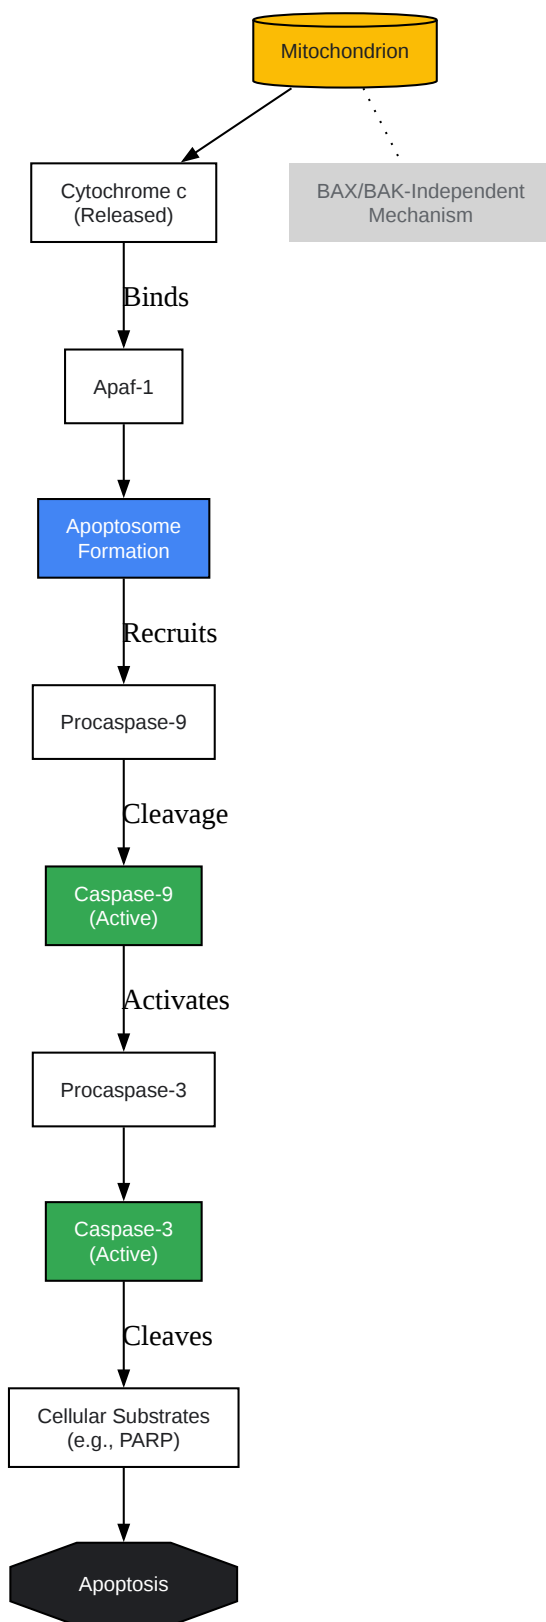 Mitochondrion
Cytochrome c
(Released)
BAX/BAK-Independent
Mechanism
Binds
Apaf-1
Apoptosome
Formation
Recruits
Procaspase-9
Cleavage
Caspase-9
(Active)
Activates
Procaspase-3
Caspase-3
(Active)
Cleaves
Cellular Substrates
(e.g., PARP)
Apoptosis